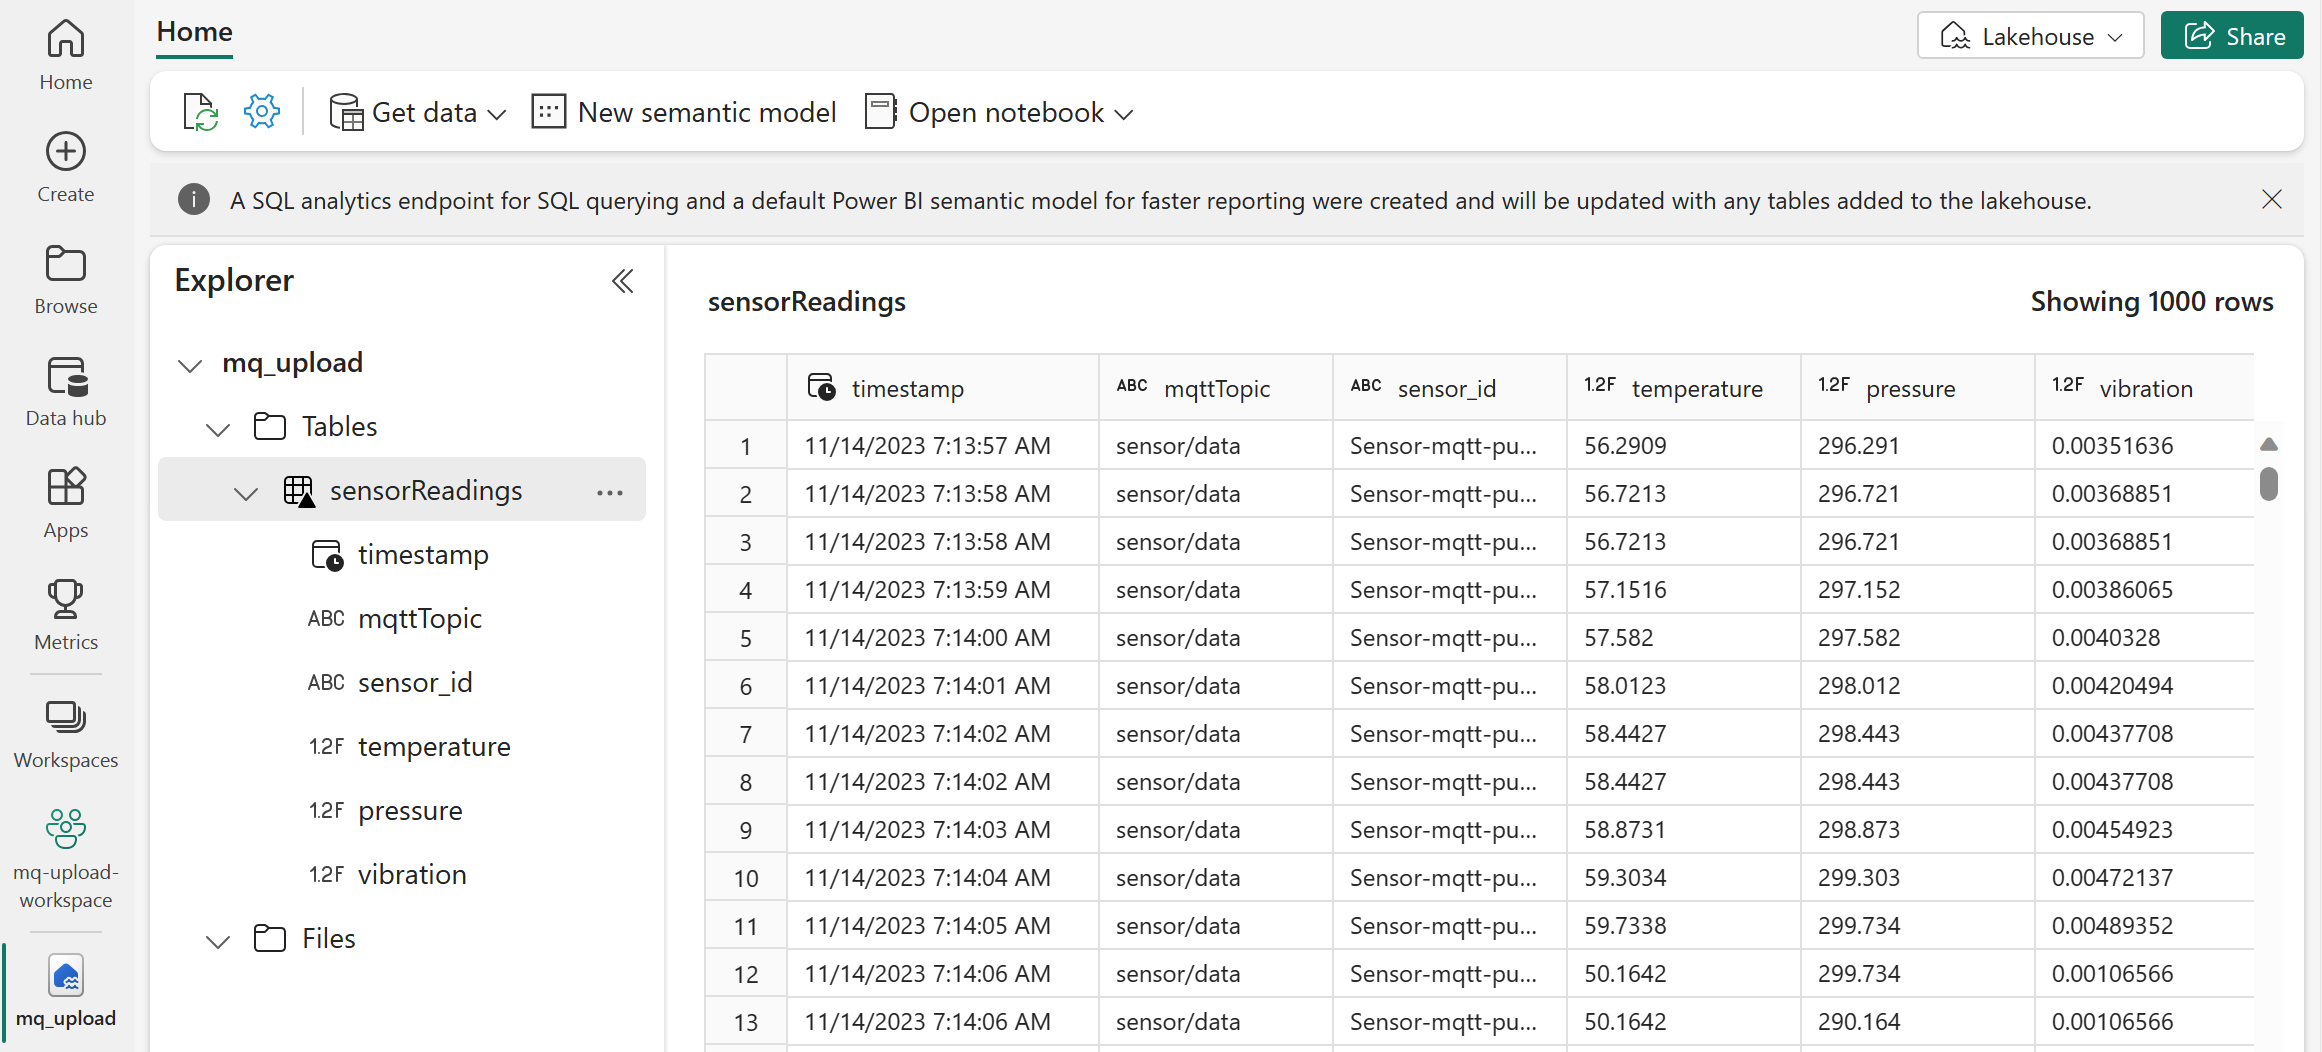 Home
Create
Browse
Data hub
Apps
Metrics
Workspaces
mq-upload-
workspace
mq_upload
Home
Lakehouse
Share
Get data
New semantic model
Open notebook
A SQL analytics endpoint for SQL querying and a default Power BI semantic model for faster reporting were created and will be updated with any tables added to the lakehouse.
Explorer
mq_upload
Tables
sensorReadings
timestamp
ABC mqttTopic
ABC sensor_id
1.2F temperature
1.2F pressure
1.2F vibration
Files
sensorReadings
Showing 1000 rows
timestamp ABC mqttTopic ABC sensor_id 1.2F temperature 1.2F pressure 1.2F vibration
1 11/14/2023 7:13:57 AM sensor/data Sensor-mqtt-pu... 56.2909 296.291 0.00351636
2 11/14/2023 7:13:58 AM sensor/data Sensor-mqtt-pu... 56.7213 296.721 0.00368851
3 11/14/2023 7:13:58 AM sensor/data Sensor-mqtt-pu... 56.7213 296.721 0.00368851
4 11/14/2023 7:13:59 AM sensor/data Sensor-mqtt-pu... 57.1516 297.152 0.00386065
5 11/14/2023 7:14:00 AM sensor/data Sensor-mqtt-pu... 57.582 297.582 0.0040328
6 11/14/2023 7:14:01 AM sensor/data Sensor-mqtt-pu... 58.0123 298.012 0.00420494
7 11/14/2023 7:14:02 AM sensor/data Sensor-mqtt-pu... 58.4427 298.443 0.00437708
8 11/14/2023 7:14:02 AM sensor/data Sensor-mqtt-pu... 58.4427 298.443 0.00437708
9 11/14/2023 7:14:03 AM sensor/data Sensor-mqtt-pu... 58.8731 298.873 0.00454923
10 11/14/2023 7:14:04 AM sensor/data Sensor-mqtt-pu... 59.3034 299.303 0.00472137
11 11/14/2023 7:14:05 AM sensor/data Sensor-mqtt-pu... 59.7338 299.734 0.00489352
12 11/14/2023 7:14:06 AM sensor/data Sensor-mqtt-pu... 50.1642 299.734 0.00106566
13 11/14/2023 7:14:06 AM sensor/data Sensor-mqtt-pu... 50.1642 290.164 0.00106566